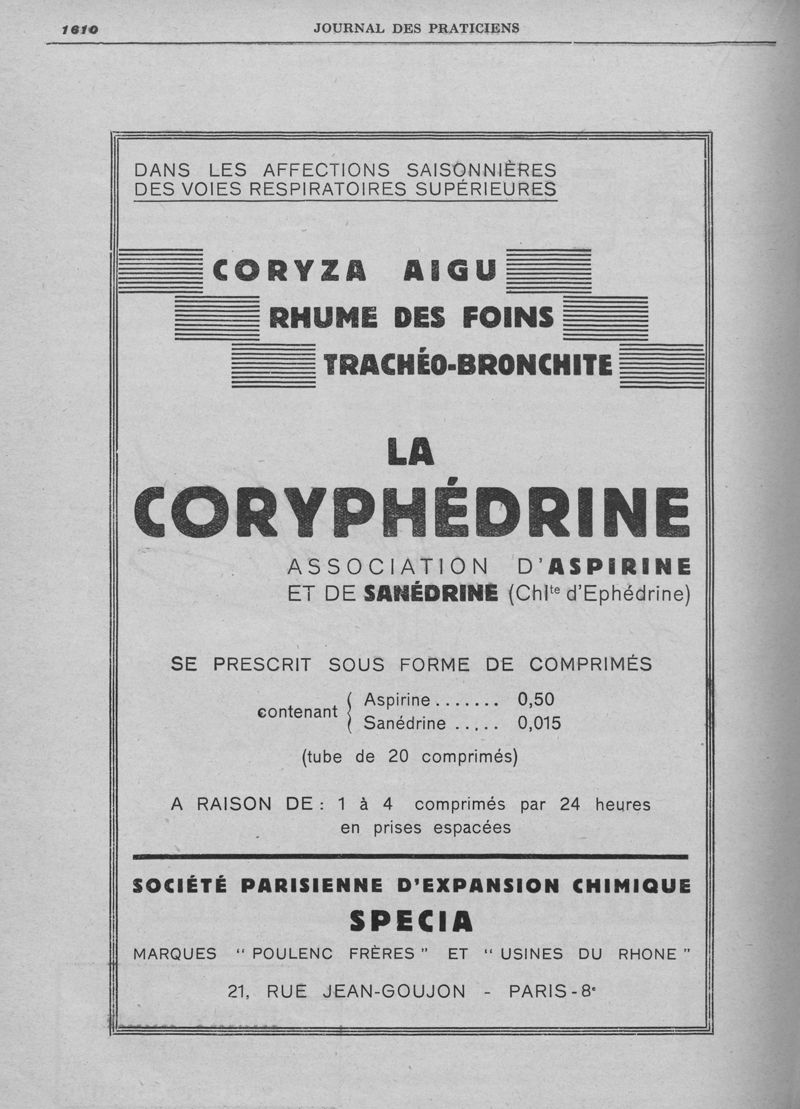 1610
JOURNAL DES PRATICIENS
DANS LES AFFECTIONS SAISONNIÈRES
DES VOIES RESPIRATOIRES SUPÉRIEURES
CORYZA AIGU
RHUME DES FOINS
TRACHÉO-BRONCHITE
LA
CORYPHÉDRINE
ASSOCIATION D'ASPIRINE
ET DE SANÉDRINE (Chlte d'Ephédrine)
SE PRESCRIT SOUS FORME DE COMPRIMÉS
contenant { Aspirine ....... 0,50
Sanédrine ..... 0,015
(tube de 20 comprimés)
A RAISON DE : 1 à 4 comprimés par 24 heures
en prises espacées
SOCIÉTÉ PARISIENNE D'EXPANSION CHIMIQUE
SPECIA
MARQUES “ POULENC FRÈRES ” ET “ USINES DU RHONE ”
21, RUE JEAN-GOUJON - PARIS-8e